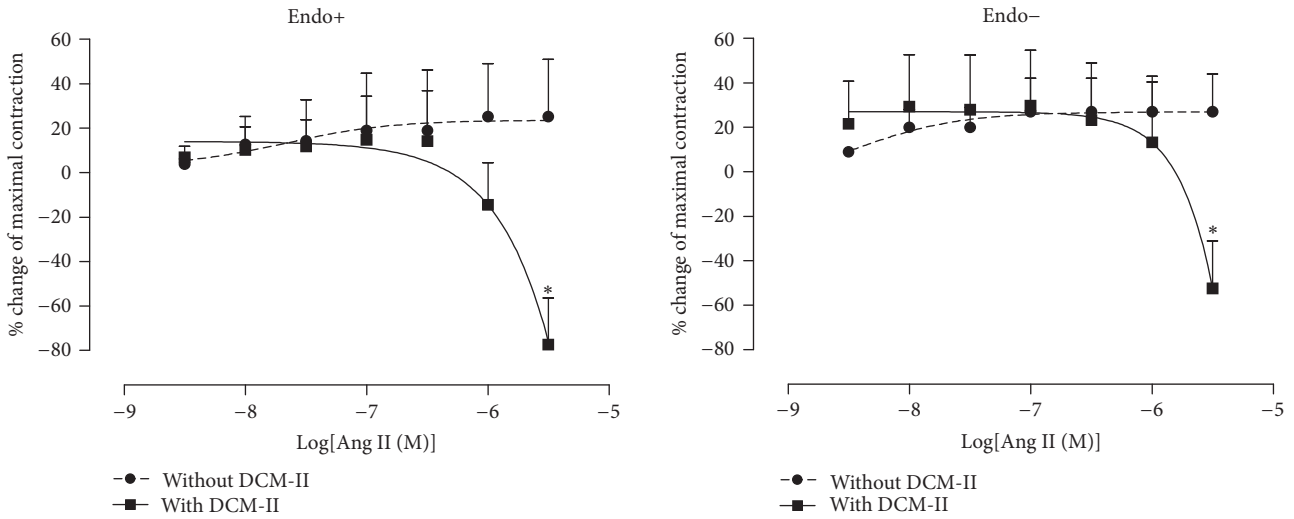 Endo+
% change of maximal contraction
60
40
20
0
−20
−40
−60
−80
*
−9
−8
−7
−6
−5
Log[Ang II (M)]
Without DCM-II
With DCM-II
Endo−
% change of maximal contraction
60
40
20
0
−20
−40
−60
−80
*
−9
−8
−7
−6
−5
Log[Ang II (M)]
Without DCM-II
With DCM-II